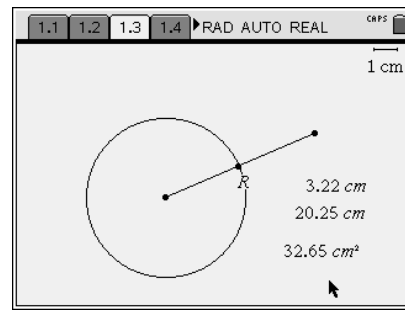 1.1 1.2 1.3 1.4 RAD AUTO REAL CAPS
1 cm
R
3.22 cm
20.25 cm
32.65 cm²